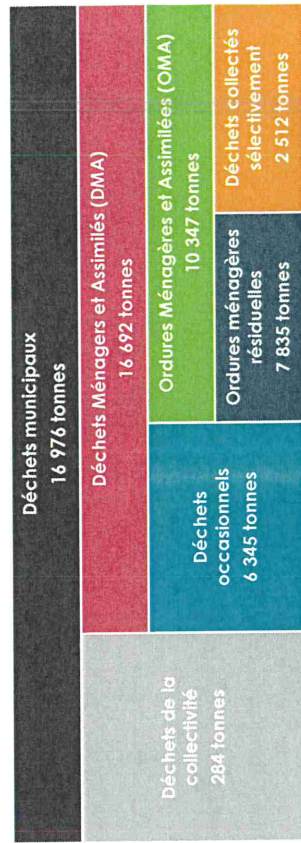 Déchets municipaux
16 976 tonnes
Déchets de la
collectivité
284 tonnes
Déchets Ménagers et Assimilés (DMA)
16 692 tonnes
Déchets
occasionnels
6 345 tonnes
Ordures Ménagères et Assimilées (OMA)
10 347 tonnes
Ordures ménagères
résiduelles
7 835 tonnes
Déchets collectés
sélectivement
2 512 tonnes